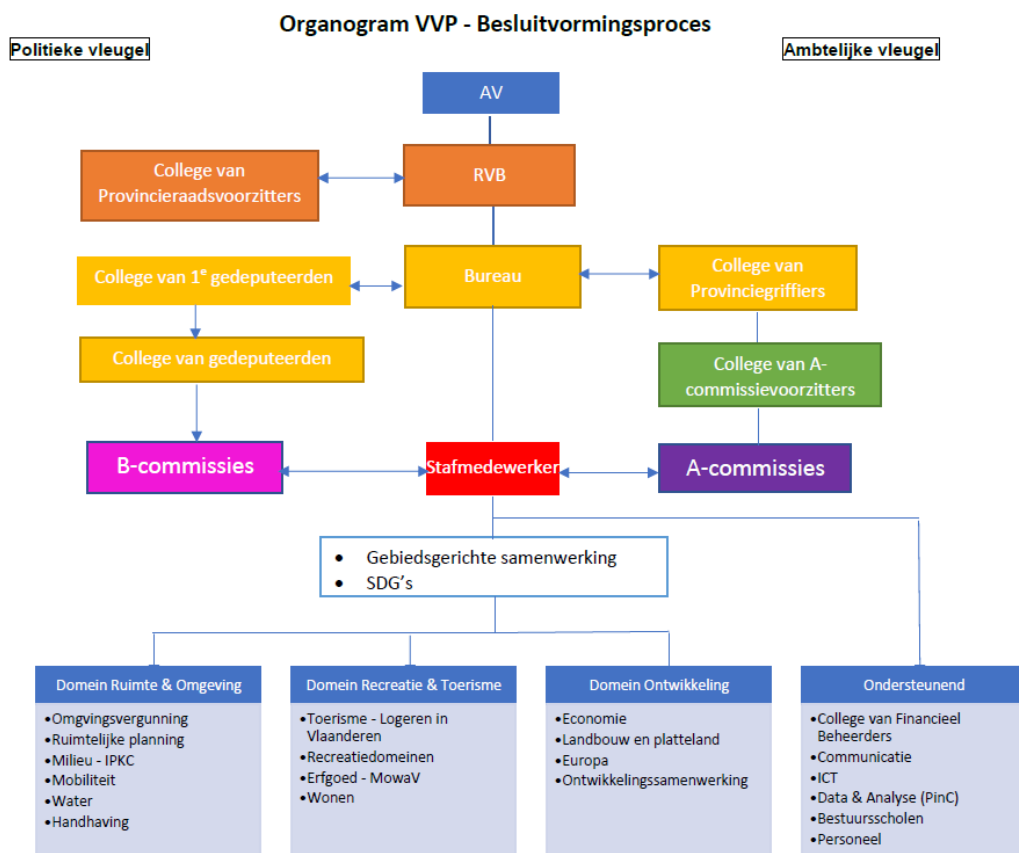 Organogram VVP - Besluitvormingsproces
Politieke vleugel
Ambtelijke vleugel
AV
College van
Provincieraadsvoorzitters
RVB
College van 1e gedeputeerden
Bureau
College van
Provinciegriffiers
College van gedeputeerden
College van A-
commissievoorzitters
B-commissies
Stafmedewerker
A-commissies
• Gebiedsgerichte samenwerking
• SDG's
Domein Ruimte & Omgeving
•Omgvingsvergunning
•Ruimtelijke planning
•Milieu - IPKC
•Mobiliteit
•Water
•Handhaving
Domein Recreatie & Toerisme
•Toerisme - Logeren in
Vlaanderen
•Recreatiedomeinen
•Erfgoed - MowaV
•Wonen
Domein Ontwikkeling
•Economie
•Landbouw en platteland
•Europa
•Ontwikkelingssamenwerking
Ondersteunend
•College van Financieel
Beheerders
•Communicatie
•ICT
•Data & Analyse (PinC)
•Bestuursscholen
•Personeel